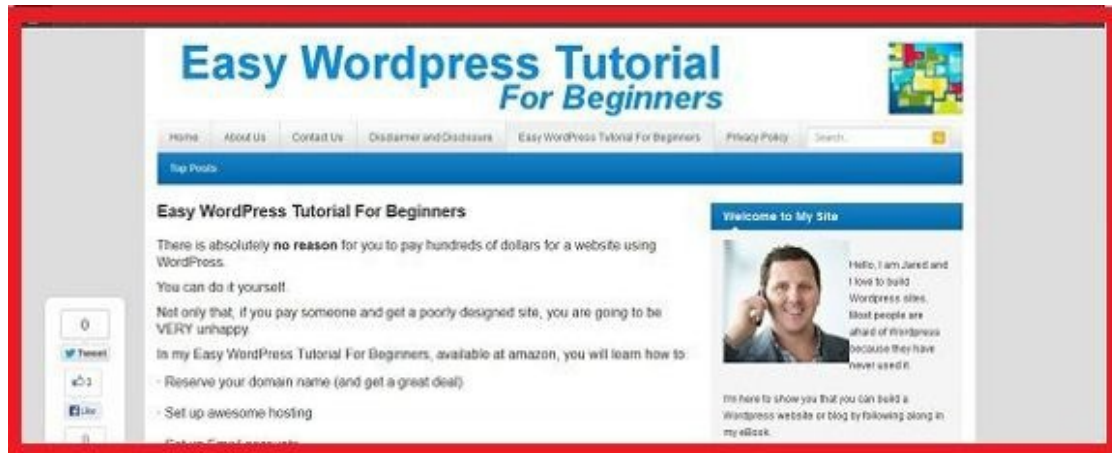 Easy Wordpress Tutorial
For Beginners
Home About Us Contact Us Disclaimer and Disclosure Easy WordPress Tutorial For Beginners Privacy Policy Search..
Top Posts
Easy WordPress Tutorial For Beginners
There is absolutely no reason for you to pay hundreds of dollars for a website using
WordPress.
You can do it yourself.
Not only that, if you pay someone and get a poorly designed site, you are going to be
VERY unhappy.
In my Easy WordPress Tutorial For Beginners, available at amazon, you will learn how to
· Reserve your domain name (and get a great deal)
· Set up awesome hosting
Welcome to My Site
Hello, I am Jared and
I love to build
Wordpress sites.
Most people are
afraid of Wordpress
because they have
never used it.
I'm here to show you that you can build a
Wordpress website or blog by following along in
my eBook.
0
Tweet
3
Like
0